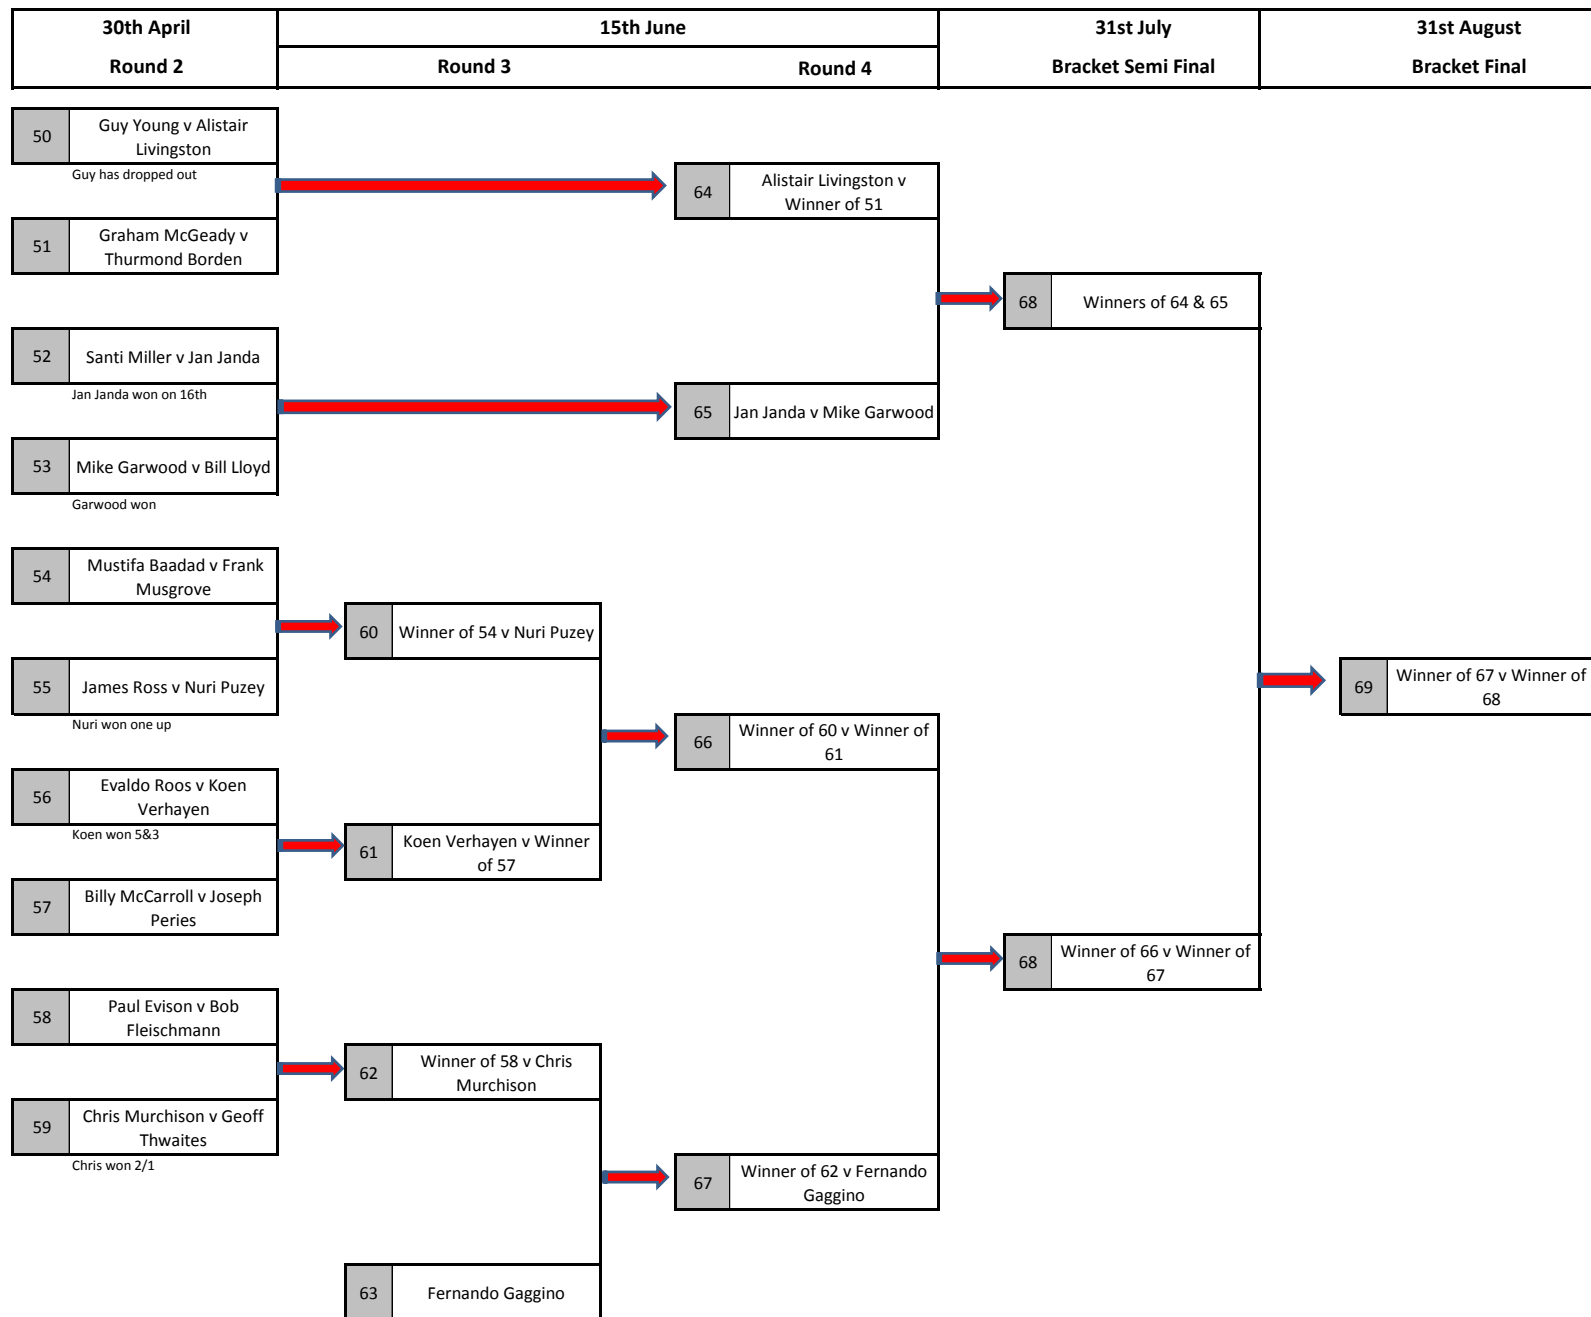 30th April
15th June
31st July
31st August
Round 2
Round 3
Round 4
Bracket Semi Final
Bracket Final
50
Guy Young v Alistair
Livingston
Guy has dropped out
64
Alistair Livingston v
Winner of 51
51
Graham McGeady v
Thurmond Borden
68
Winners of 64 & 65
52
Santi Miller v Jan Janda
Jan Janda won on 16th
65
Jan Janda v Mike Garwood
53
Mike Garwood v Bill Lloyd
Garwood won
54
Mustifa Baadad v Frank
Musgrove
60
Winner of 54 v Nuri Puzey
55
James Ross v Nuri Puzey
Nuri won one up
69
Winner of 67 v Winner of
68
66
Winner of 60 v Winner of
61
56
Evaldo Roos v Koen
Verhayen
Koen won 5&3
61
Koen Verhayen v Winner
of 57
57
Billy McCarroll v Joseph
Peries
68
Winner of 66 v Winner of
67
58
Paul Evison v Bob
Fleischmann
62
Winner of 58 v Chris
Murchison
59
Chris Murchison v Geoff
Thwaites
Chris won 2/1
67
Winner of 62 v Fernando
Gaggino
63
Fernando Gaggino